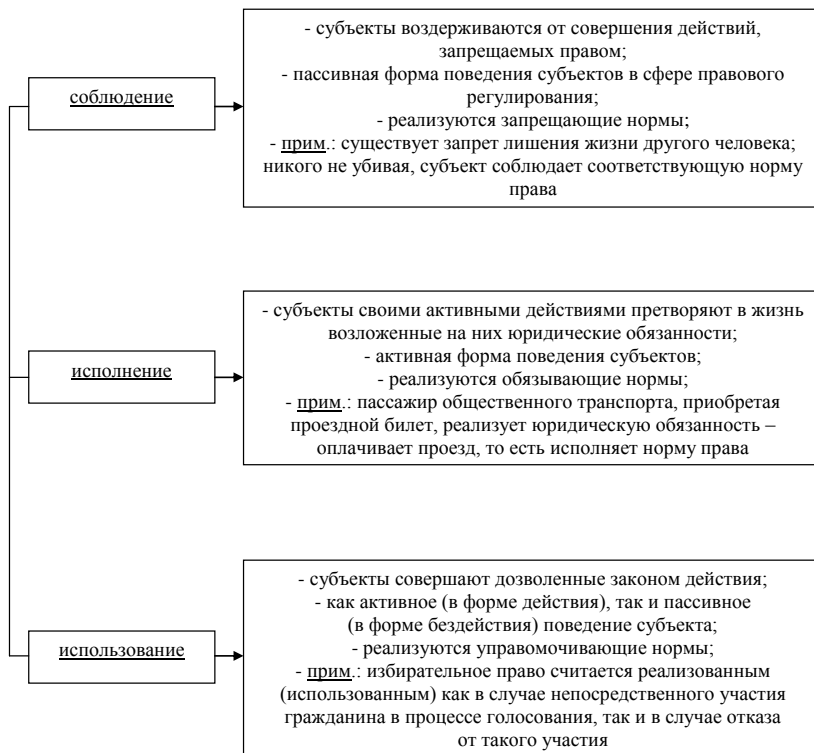 соблюдение
- субъекты воздерживаются от совершения действий,
запрещаемых правом;
- пассивная форма поведения субъектов в сфере правового
регулирования;
- реализуются запрещающие нормы;
- прим.: существует запрет лишения жизни другого человека;
никого не убивая, субъект соблюдает соответствующую норму
права
исполнение
- субъекты своими активными действиями претворяют в жизнь
возложенные на них юридические обязанности;
- активная форма поведения субъектов;
- реализуются обязывающие нормы;
- прим.: пассажир общественного транспорта, приобретая
проездной билет, реализует юридическую обязанность –
оплачивает проезд, то есть исполняет норму права
использование
- субъекты совершают дозволенные законом действия;
- как активное (в форме действия), так и пассивное
(в форме бездействия) поведение субъекта;
- реализуются управомочивающие нормы;
- прим.: избирательное право считается реализованным
(использованным) как в случае непосредственного участия
гражданина в процессе голосования, так и в случае отказа
от такого участия